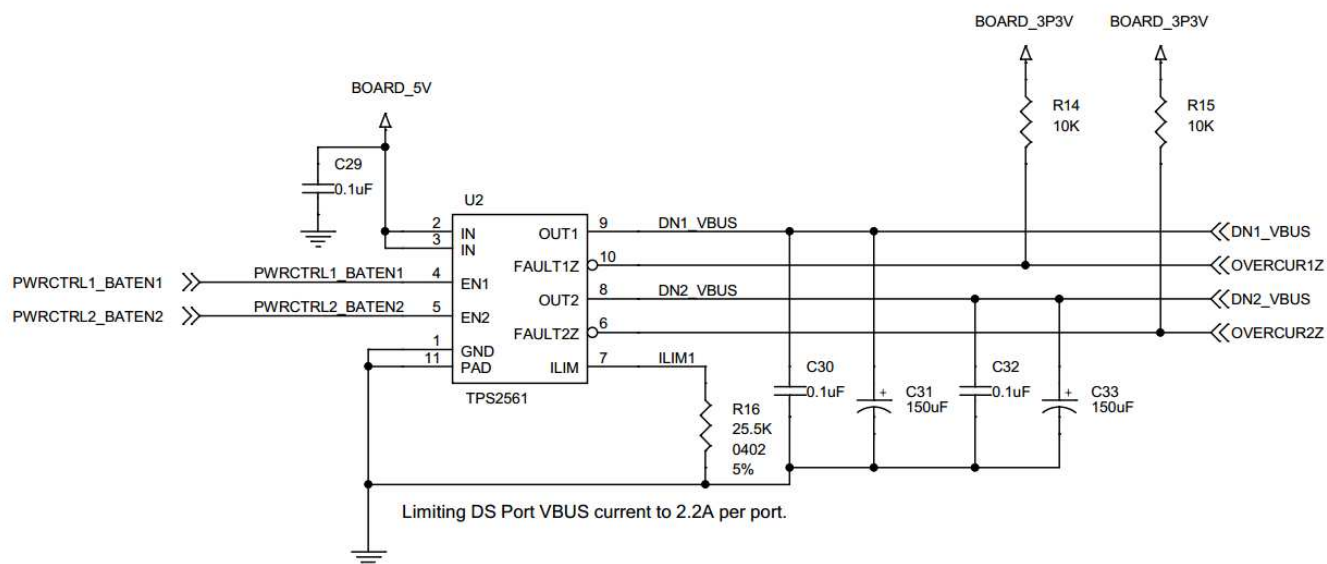 BOARD_3P3V
BOARD_3P3V
BOARD_5V
R14
10K
R15
10K
C29
0.1uF
U2
2
IN
3
IN
OUT1
9
DN1_VBUS
DN1_VBUS
FAULT1Z
10
OVERCUR1Z
PWRCTRL1_BATEN1
PWRCTRL1_BATEN1
4
EN1
OUT2
8
DN2_VBUS
DN2_VBUS
PWRCTRL2_BATEN2
PWRCTRL2_BATEN2
5
EN2
FAULT2Z
6
OVERCUR2Z
1
GND
11
PAD
ILIM
7
ILIM1
TPS2561
R16
25.5K
0402
5%
C30
0.1uF
+
C31
150uF
C32
0.1uF
+
C33
150uF
Limiting DS Port VBUS current to 2.2A per port.